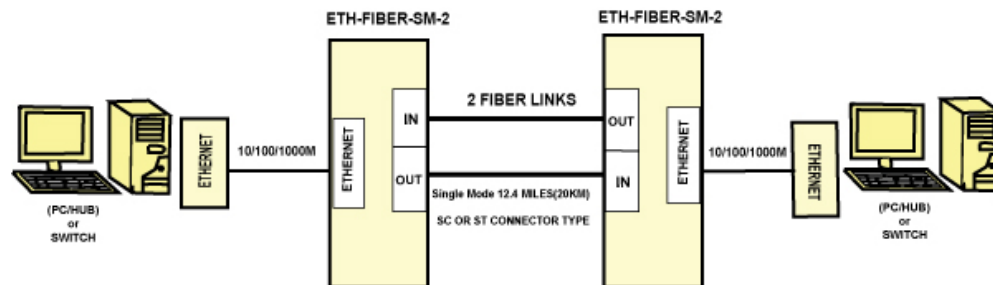 ETH-FIBER-SM-2
ETH-FIBER-SM-2
2 FIBER LINKS
IN
OUT
10/100/1000M
ETHERNET
ETHERNET
OUT
IN
Single Mode 12.4 MILES(20KM)
SC OR ST CONNECTOR TYPE
ETHERNET
10/100/1000M
ETHERNET
(PC/HUB)
or
SWITCH
(PC/HUB)
or
SWITCH